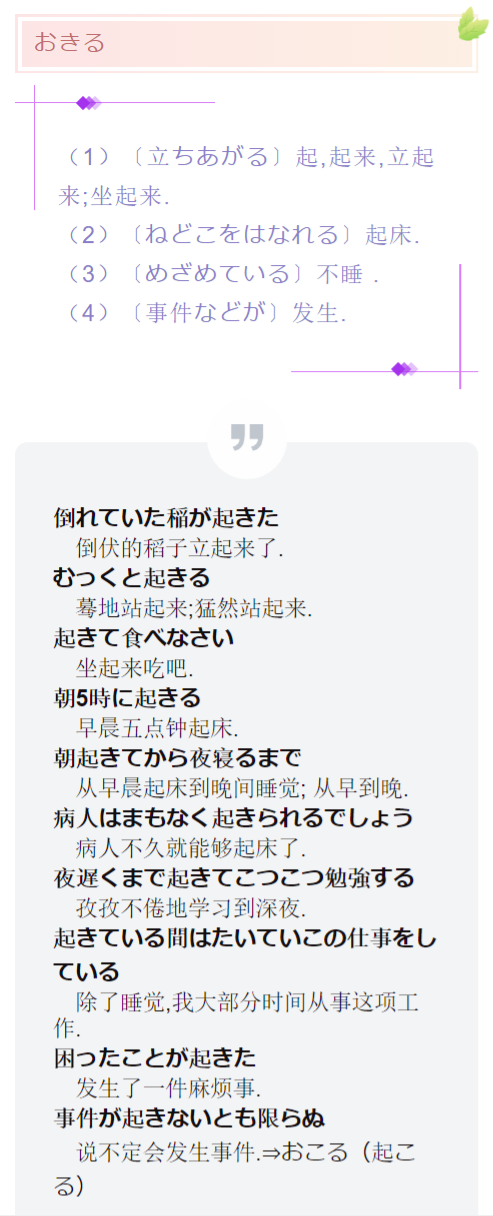 おきる
（1）〔立ちあがる〕起,起来,立起
来;坐起来.
（2）〔ねどこをはなれる〕起床.
（3）〔めざめている〕不睡 .
（4）〔事件などが〕发生.
倒れていた稲が起きた
倒伏的稻子立起来了.
むっくと起きる
蓦地站起来;猛然站起来.
起きて食べなさい
坐起来吃吧.
朝5時に起きる
早晨五点钟起床.
朝起きてから夜寝るまで
从早晨起床到晚间睡觉; 从早到晚.
病人はまもなく起きられるでしょう
病人不久就能够起床了.
夜遅くまで起きてこつこつ勉強する
孜孜不倦地学习到深夜.
起きている間はたいていこの仕事をし
ている
除了睡觉,我大部分时间从事这项工
作.
困ったことが起きた
发生了一件麻烦事.
事件が起きないとも限らぬ
说不定会发生事件.⇒おこる（起こ
る）